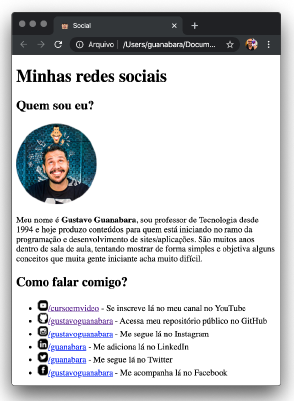 Social
Arquivo | /Users/guanabara/Docum...
Minhas redes sociais
Quem sou eu?
Meu nome é Gustavo Guanabara, sou professor de Tecnologia desde
1994 e hoje produzo conteúdos para quem está iniciando no ramo da
programação e desenvolvimento de sites/aplicações. São muitos anos
dentro de sala de aula, tentando mostrar de forma simples e objetiva alguns
conceitos que muita gente iniciante acha muito difícil.
Como falar comigo?
/cursoemvideo - Se inscreve lá no meu canal no YouTube
/gustavoguanabara - Acessa meu repositório público no GitHub
/gustavoguanabara - Me segue lá no Instagram
/guanabara - Me adiciona lá no LinkedIn
/guanabara - Me segue lá no Twitter
/gustavoguanabara - Me acompanha lá no Facebook